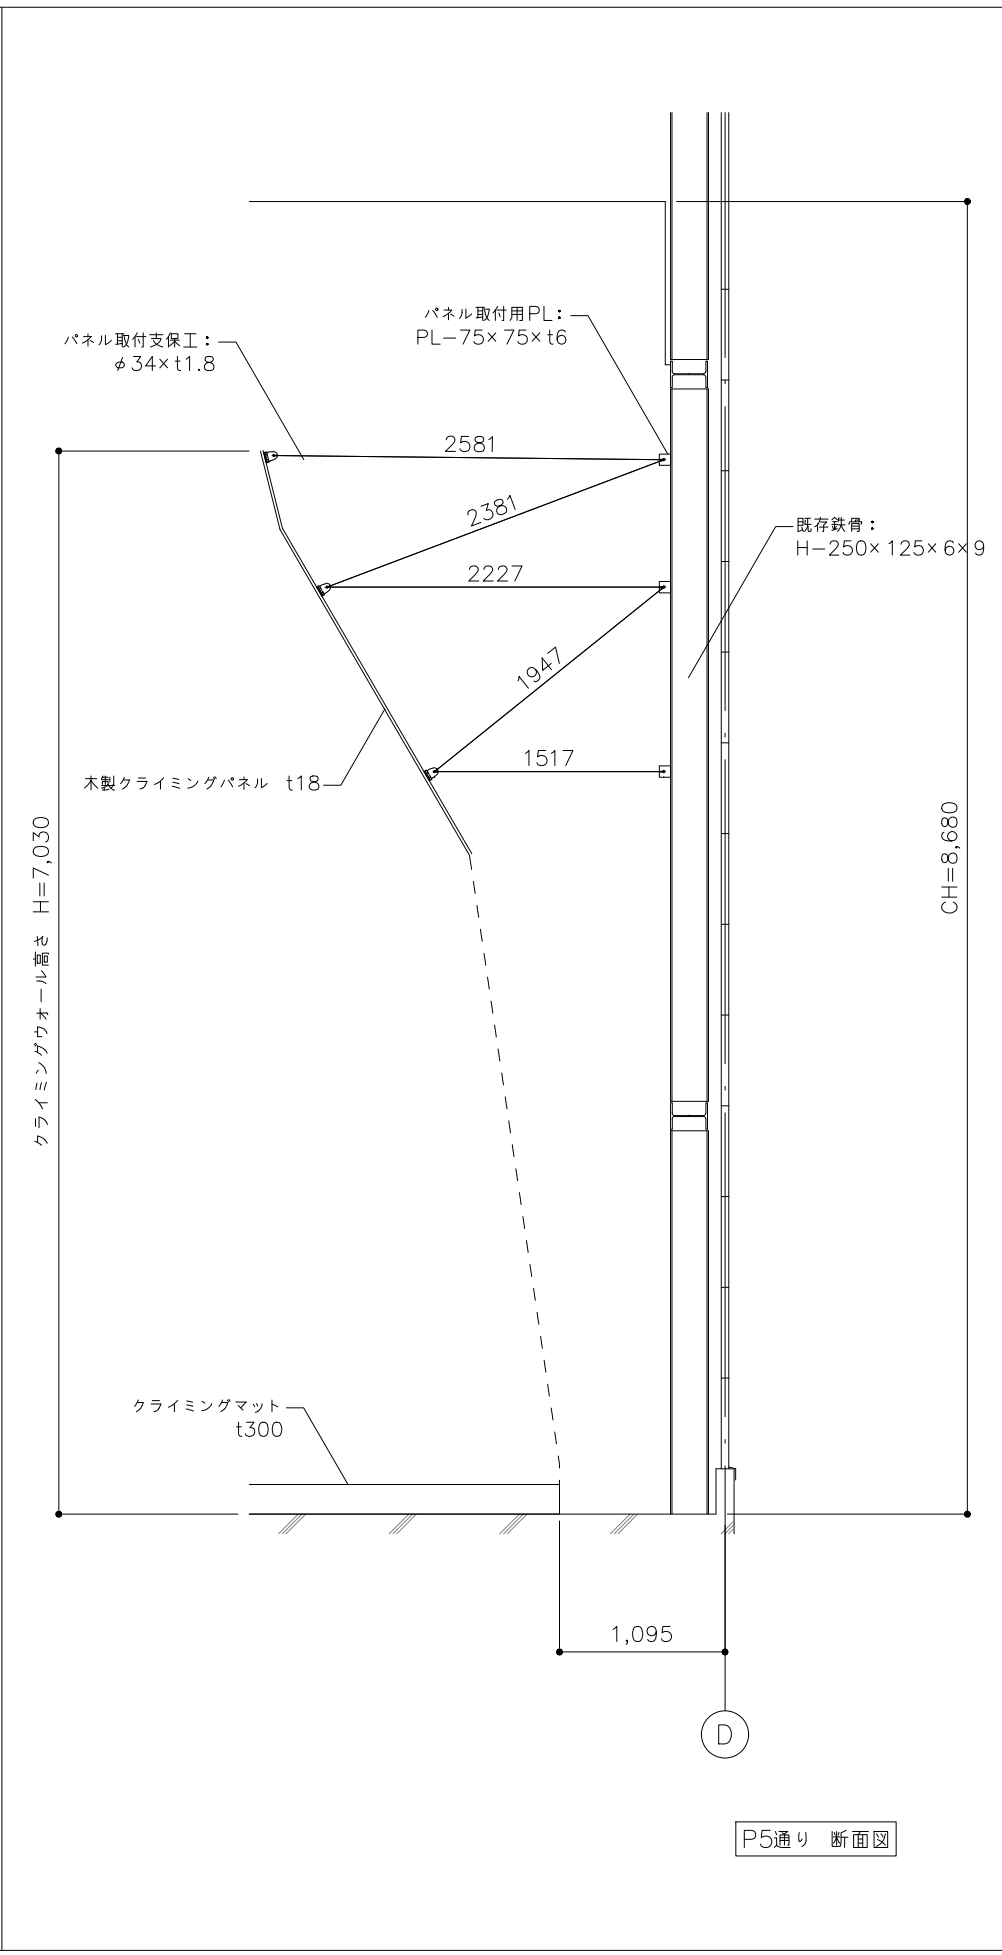 パネル取付用PL：
PL−75×75×t6
パネル取付支保工：
φ34×t1.8
2581
2381
既存鉄骨：
H−250×125×6×9
2227
1947
1517
木製クライミングパネル　t18
クライミングウォール高さ　H=7,030
CH=8,680
クライミングマット
t300
1,095
D
P5通り　断面図